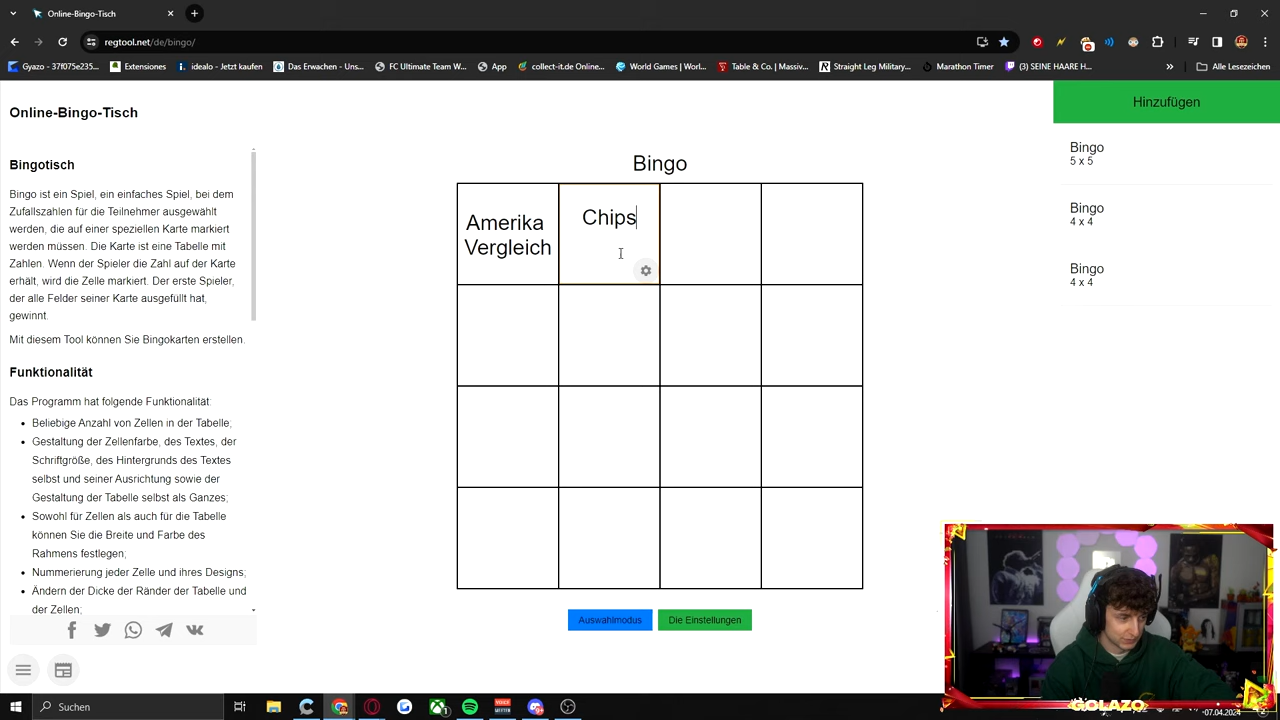 Online-Bingo-Tisch
regtool.net/de/bingo/
Gyazo - 37f075e235...
Extensiones
idealo - Jetzt kaufen
Das Erwachen - Uns...
FC Ultimate Team W...
App
collect-it.de Online...
World Games | Worl...
Table & Co. | Massiv...
Straight Leg Military...
Marathon Timer
(3) SEINE HAARE H...
»
Alle Lesezeichen
Online-Bingo-Tisch
Bingotisch
Bingo ist ein Spiel, ein einfaches Spiel, bei dem
Zufallszahlen für die Teilnehmer ausgewählt
werden, die auf einer speziellen Karte markiert
werden müssen. Die Karte ist eine Tabelle mit
Zahlen. Wenn der Spieler die Zahl auf der Karte
erhält, wird die Zelle markiert. Der erste Spieler,
der alle Felder seiner Karte ausgefüllt hat,
gewinnt.
Mit diesem Tool können Sie Bingokarten erstellen.
Funktionalität
Das Programm hat folgende Funktionalität:
Beliebige Anzahl von Zellen in der Tabelle;
Gestaltung der Zellenfarbe, des Textes, der
Schriftgröße, des Hintergrunds des Textes
selbst und seiner Ausrichtung sowie der
Gestaltung der Tabelle selbst als Ganzes;
Sowohl für Zellen als auch für die Tabelle
können Sie die Breite und Farbe des
Rahmens festlegen;
Nummerierung jeder Zelle und ihres Designs;
Ändern der Dicke der Ränder der Tabelle und
der Zellen;
Bingo
Amerika
Vergleich
Chips
Auswahlmodus
Die Einstellungen
Hinzufügen
Bingo
5 x 5
Bingo
4 x 4
Bingo
4 x 4
GOLAZO
Suchen
07.04.2024